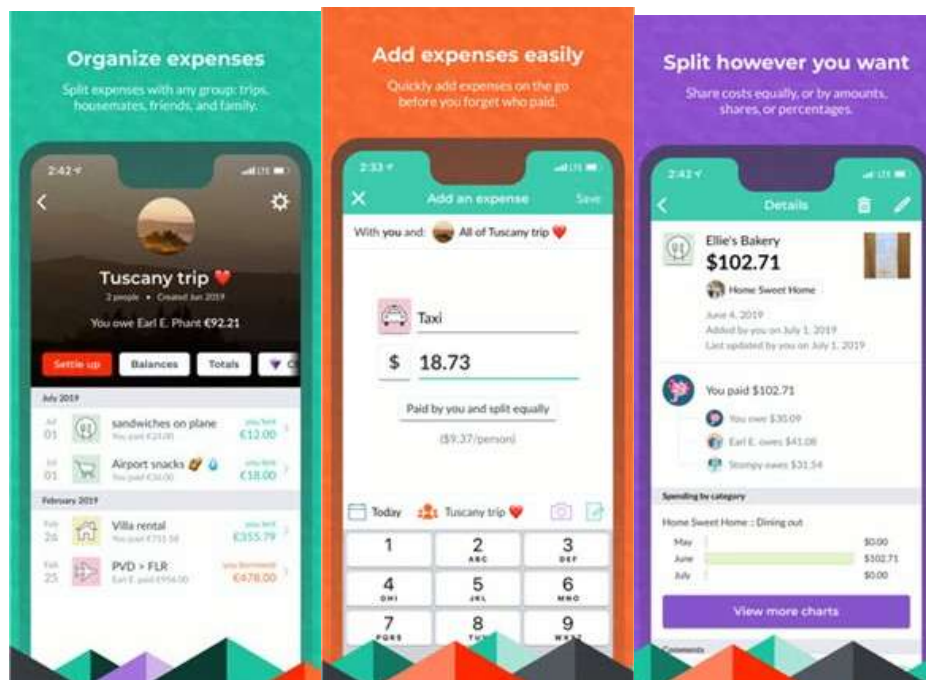 Organize expenses
Split expenses with any group: trips,
housemates, friends, and family.
2:42
LTE
Tuscany trip ❤️
2 people • Created Jun 2019
You owe Earl E. Phant €92.21
Settle up
Balances
Totals
July 2019
Jul
01
sandwiches on plane
You paid €24.00
you lent
€12.00
Jul
01
Airport snacks
You paid €36.00
you lent
€18.00
February 2019
Feb
26
Villa rental
you lent
€355.79
Feb
25
PVD > FLR
Earl E. paid €956.00
you borrowed
€478.00
Add expenses easily
Quickly add expenses on the go
before you forget who paid.
2:33
LTE
Add an expense
Save
With you and:
All of Tuscany trip ❤️
Taxi
$
18.73
Paid by you and split equally
($9.37/person)
Today
Tuscany trip ❤️
1
2
ABC
3
DEF
4
GHI
5
JKL
6
MNO
7
PQRS
8
TUV
9
WXYZ
Split however you want
Share costs equally, or by amounts,
shares, or percentages.
2:42
LTE
Details
Ellie's Bakery
$102.71
Home Sweet Home
June 4, 2019
Added by you on July 1, 2019
Last updated by you on July 1, 2019
You paid $102.71
You owe $30.09
Earl E. owes $41.08
Stompy owes $31.54
Spending by category
Home Sweet Home :: Dining out
May
$0.00
June
$102.71
July
$0.00
View more charts
Comments